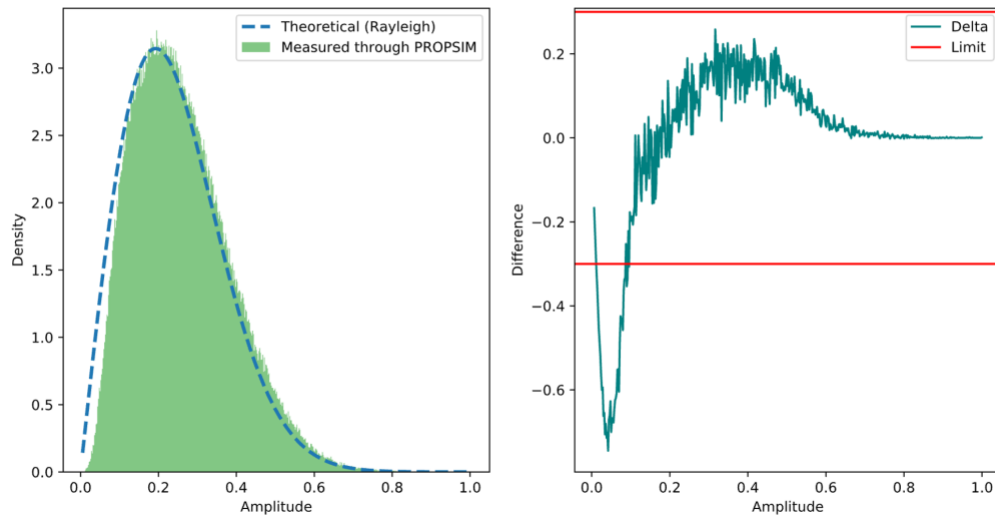 Theoretical (Rayleigh)
Measured through PROPSIM
3.0
2.5
2.0
1.5
1.0
0.5
0.0
Density
0.0 0.2 0.4 0.6 0.8 1.0
Amplitude
Delta
Limit
0.2
0.0
−0.2
−0.4
−0.6
Difference
0.0 0.2 0.4 0.6 0.8 1.0
Amplitude